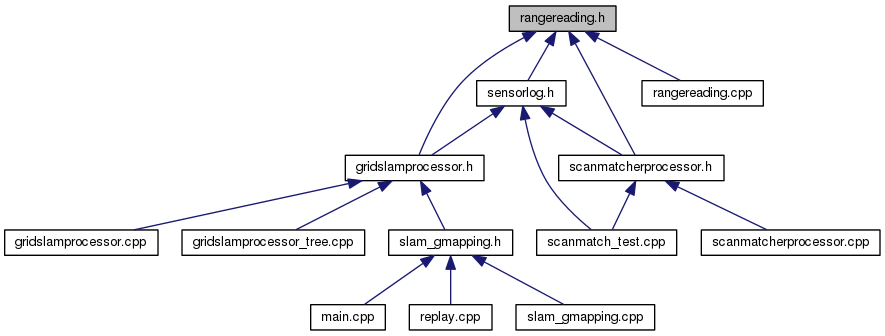 rangereading.h
sensorlog.h
rangereading.cpp
gridslamprocessor.h
scanmatcherprocessor.h
gridslamprocessor.cpp
gridslamprocessor_tree.cpp
slam_gmapping.h
scanmatch_test.cpp
scanmatcherprocessor.cpp
main.cpp
replay.cpp
slam_gmapping.cpp